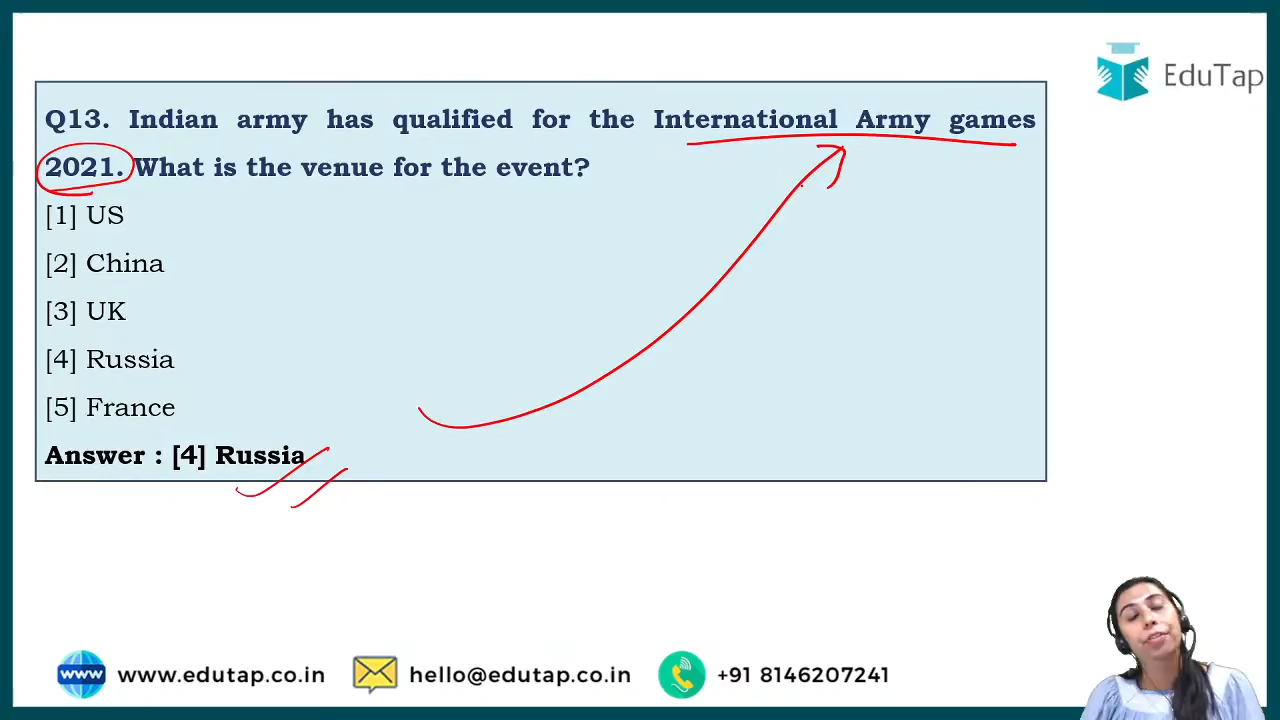 EduTap
Q13. Indian army has qualified for the International Army games
2021. What is the venue for the event?
[1] US
[2] China
[3] UK
[4] Russia
[5] France
Answer : [4] Russia
www www.edutap.co.in hello@edutap.co.in +91 8146207241